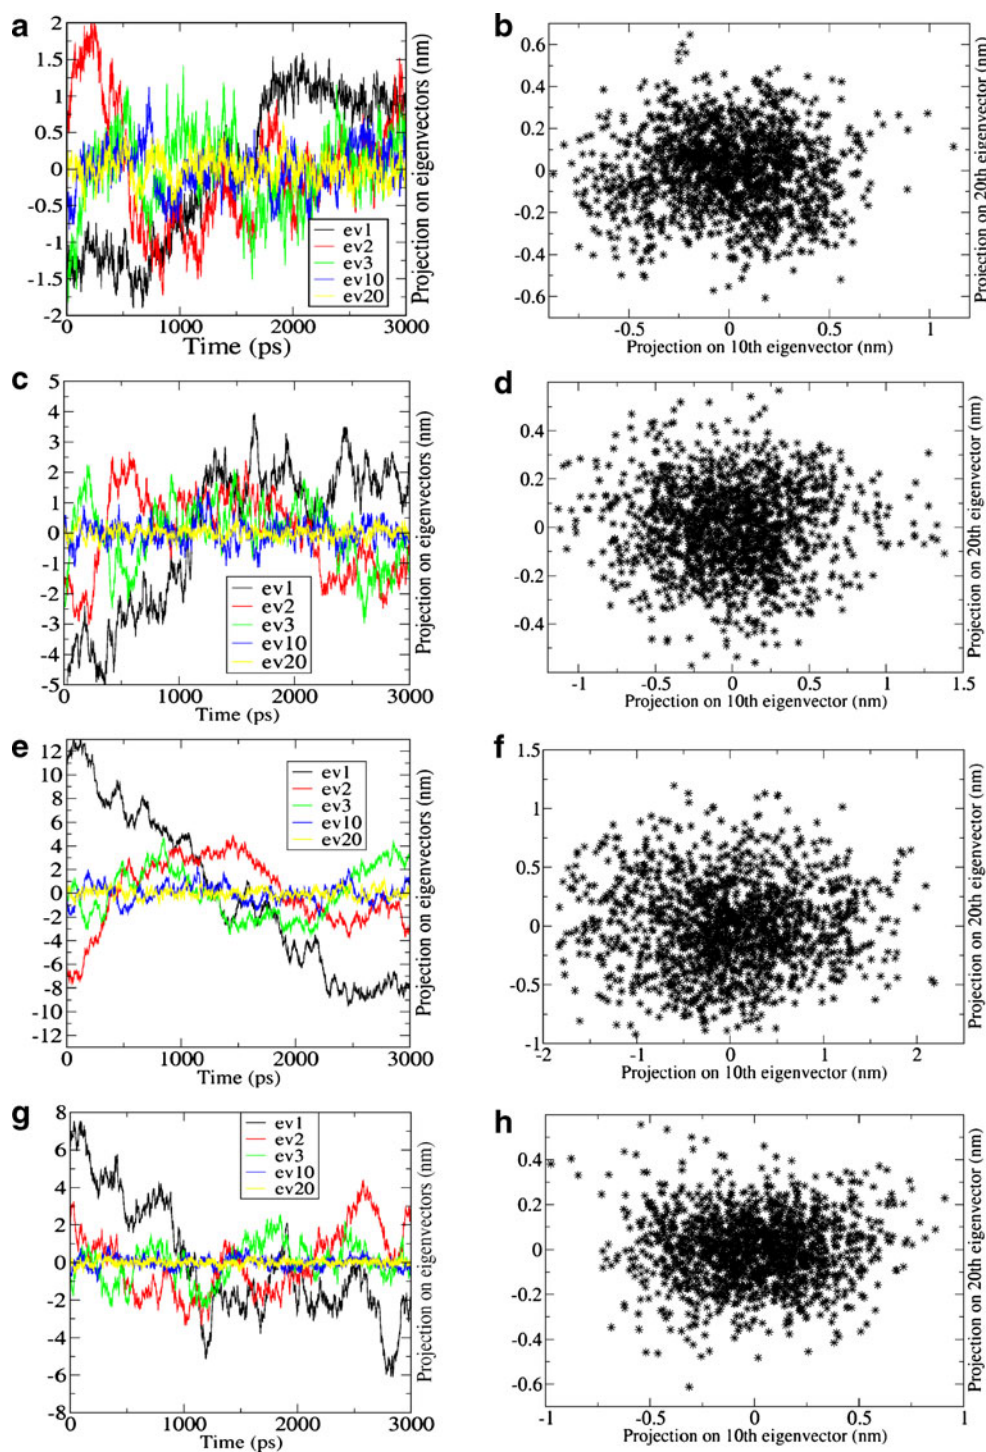 a
Projection on eigenvectors (nm)
2
1.5
1
0.5
0
-0.5
-1
-1.5
-2
ev1
ev2
ev3
ev10
ev20
0
1000
2000
3000
Time (ps)
b
Projection on 20th eigenvector (nm)
0.6
0.4
0.2
0
-0.2
-0.4
-0.6
-0.5
0
0.5
1
Projection on 10th eigenvector (nm)
c
Projection on eigenvectors (nm)
5
4
3
2
1
0
-1
-2
-3
-4
-5
ev1
ev2
ev3
ev10
ev20
0
1000
2000
3000
Time (ps)
d
Projection on 20th eigenvector (nm)
0.4
0.2
0
-0.2
-0.4
-1
-0.5
0
0.5
1
1.5
Projection on 10th eigenvector (nm)
e
Projection on eigenvectors (nm)
12
10
8
6
4
2
0
-2
-4
-6
-8
-10
-12
ev1
ev2
ev3
ev10
ev20
0
1000
2000
3000
Time (ps)
f
Projection on 20th eigenvector (nm)
1.5
1
0.5
0
-0.5
-1
-2
-1
0
1
2
Projection on 10th eigenvector (nm)
g
Projection on eigenvectors (nm)
8
6
4
2
0
-2
-4
-6
-8
ev1
ev2
ev3
ev10
ev20
0
1000
2000
3000
Time (ps)
h
Projection on 20th eigenvector (nm)
0.4
0.2
0
-0.2
-0.4
-0.6
-1
-0.5
0
0.5
1
Projection on 10th eigenvector (nm)